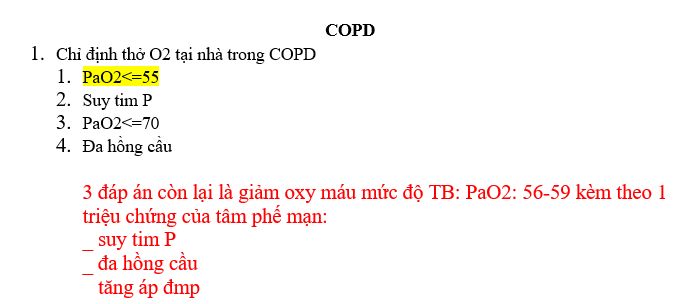 COPD
1. Chỉ định thở O2 tại nhà trong COPD
1. PaO2<=55
2. Suy tim P
3. PaO2<=70
4. Đa hồng cầu
3 đáp án còn lại là giảm oxy máu mức độ TB: PaO2: 56-59 kèm theo 1
triệu chứng của tâm phế mạn:
_ suy tim P
_ đa hồng cầu
tăng áp đmp